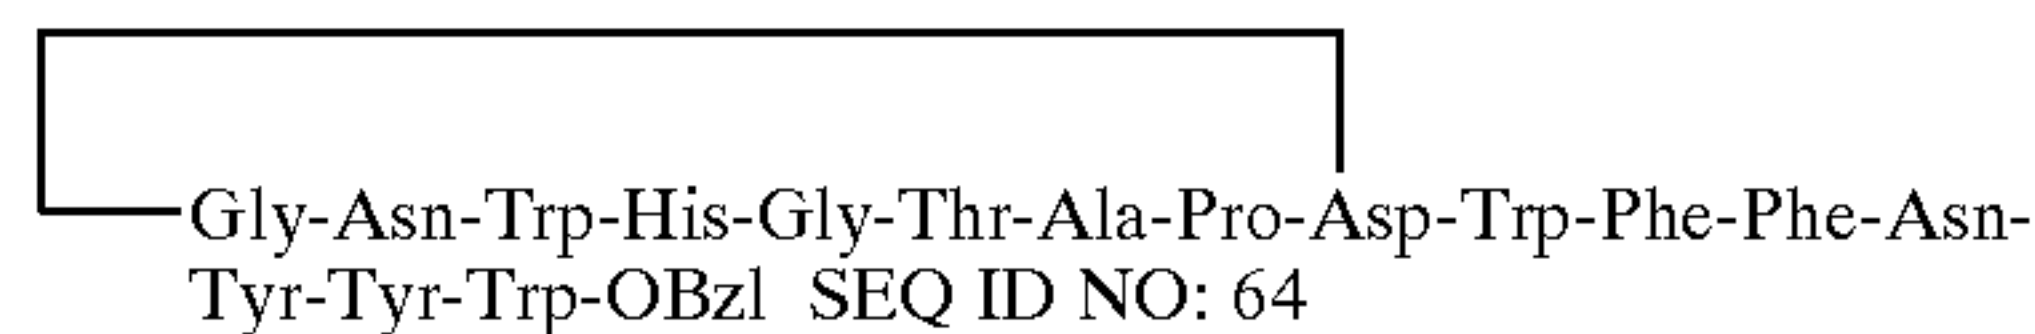 Gly-Asn-Trp-His-Gly-Thr-Ala-Pro-Asp-Trp-Phe-Phe-Asn-
Tyr-Tyr-Trp-OBzl SEQ ID NO: 64